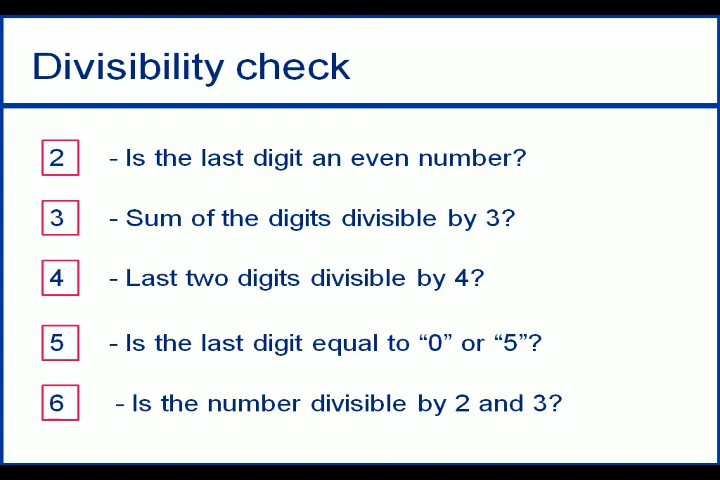 Divisibility check
2 - Is the last digit an even number?
3 - Sum of the digits divisible by 3?
4 - Last two digits divisible by 4?
5 - Is the last digit equal to “0” or “5”?
6 - Is the number divisible by 2 and 3?